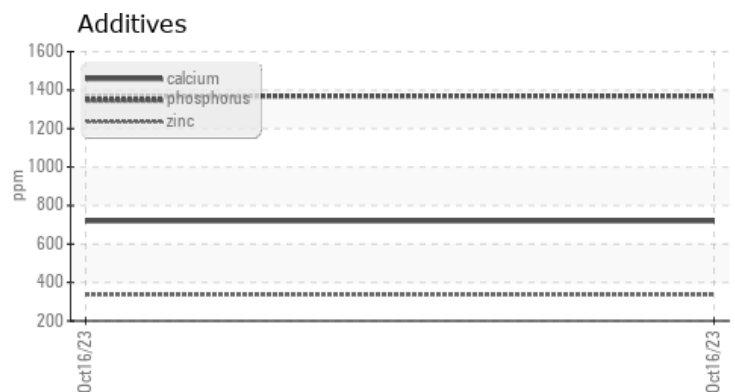 Additives
1600
1400
1200
1000
800
600
400
200
ppm
calcium
phosphorus
zinc
Oct16/23
Oct16/23